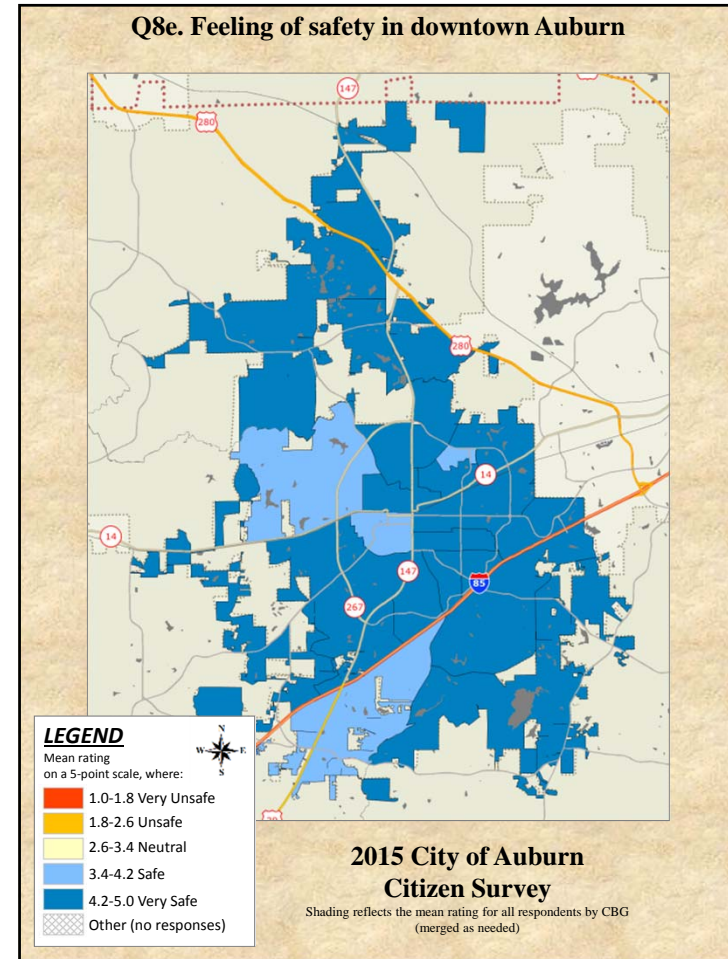 Q8e. Feeling of safety in downtown Auburn
147
280
280
14
14
147
85
267
LEGEND
Mean rating
on a 5-point scale, where:
N
W E
S
1.0-1.8 Very Unsafe
1.8-2.6 Unsafe
2.6-3.4 Neutral
3.4-4.2 Safe
4.2-5.0 Very Safe
Other (no responses)
2015 City of Auburn
Citizen Survey
Shading reflects the mean rating for all respondents by CBG
(merged as needed)